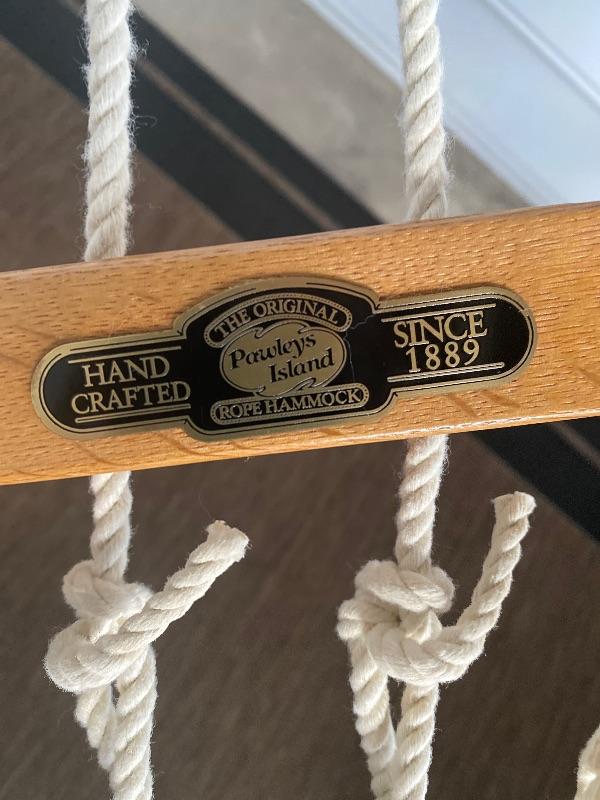 HAND
CRAFTED
THE ORIGINAL
Pawleys
Island
ROPE HAMMOCK
SINCE
1889